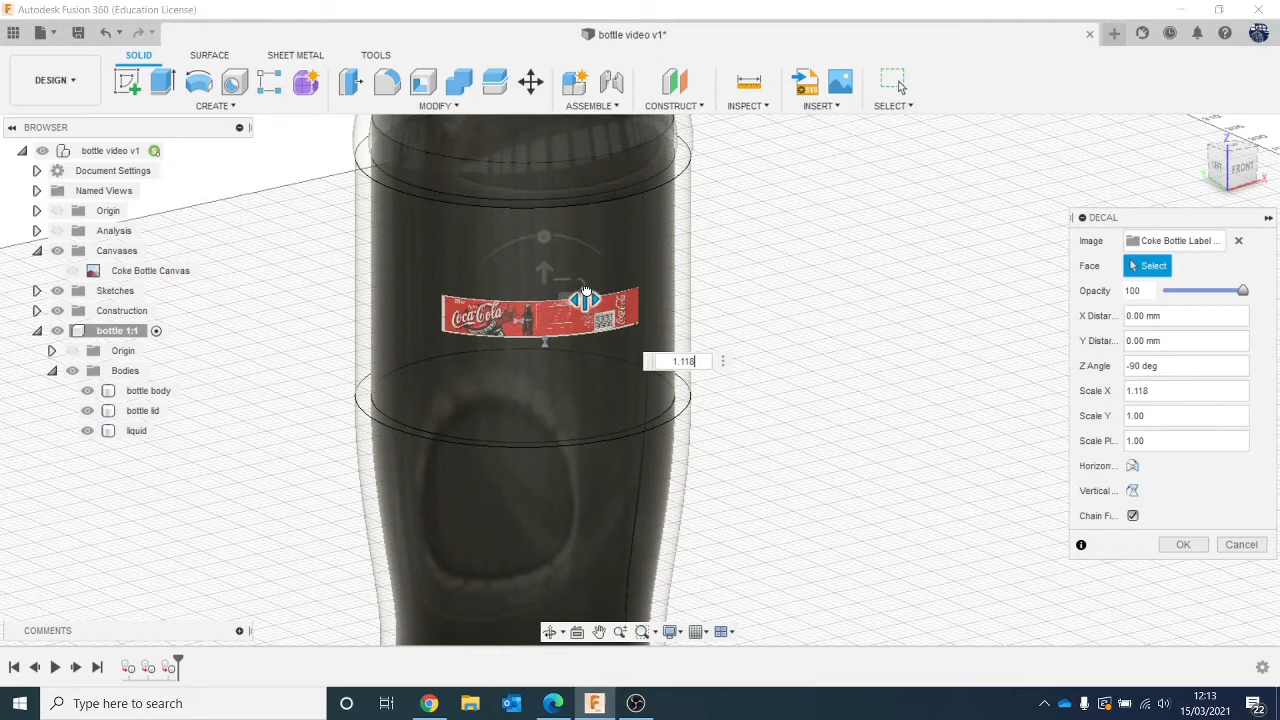 Autodesk Fusion 360 (Education License)
bottle video v1*
DESIGN
SOLID
SURFACE
SHEET METAL
TOOLS
CREATE
MODIFY
ASSEMBLE
CONSTRUCT
INSPECT
INSERT
SELECT
SVG
BROWSER
bottle video v1
Document Settings
Named Views
Origin
Analysis
Canvases
Coke Bottle Canvas
Sketches
Construction
bottle 1:1
Origin
Bodies
bottle body
bottle lid
liquid
Coca-Cola
1.118
Z
FRONT
X
DECAL
Image
Coke Bottle Label ...
Face
Select
Opacity
100
X Distar...
0.00 mm
Y Distar...
0.00 mm
Z Angle
-90 deg
Scale X
1.118
Scale Y
1.00
Scale Pl...
1.00
Horizon...
Vertical ...
Chain F...
OK
Cancel
COMMENTS
Type here to search
12:13
15/03/2021
22